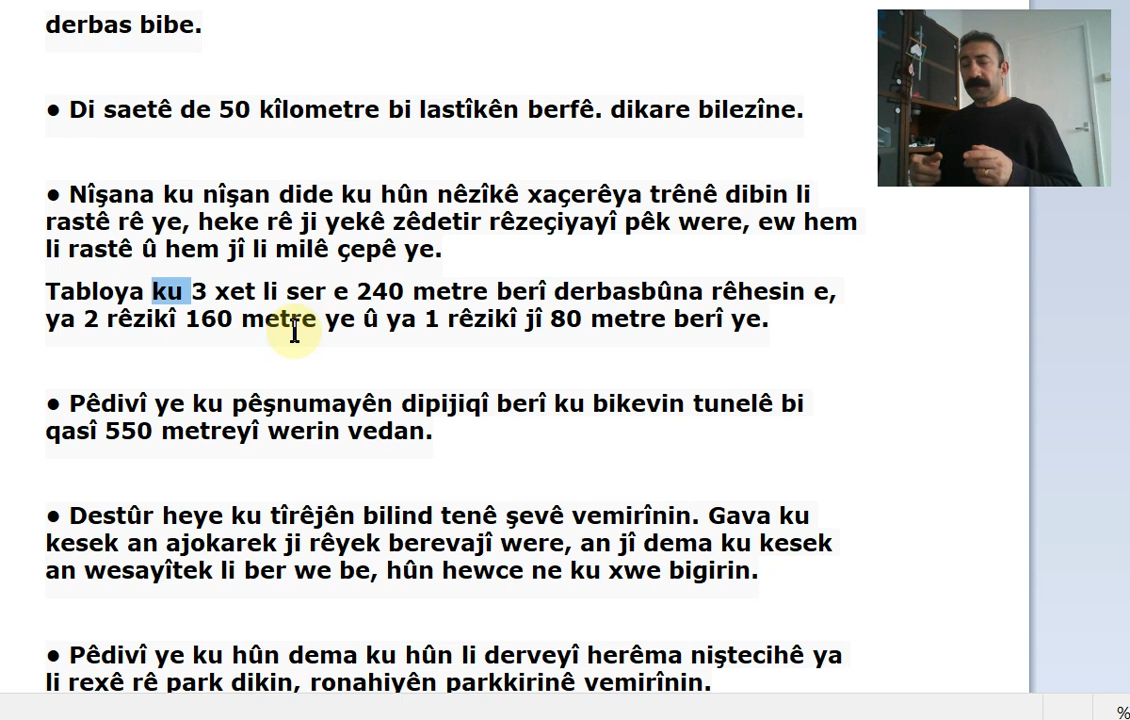 derbas bibe.
● Di saetê de 50 kîlometre bi lastîkên berfê. dikare bilezîne.
● Nîşana ku nîşan dide ku hûn nêzîkê xaçerêya trênê dibin li
rastê rê ye, heke rê ji yekê zêdetir rêzeçiyayî pêk were, ew hem
li rastê û hem jî li milê çepê ye.
Tabloya ku 3 xet li ser e 240 metre berî derbasbûna rêhesin e,
ya 2 rêzikî 160 metre ye û ya 1 rêzikî jî 80 metre berî ye.
● Pêdivî ye ku pêşnumayên dipijiqî berî ku bikevin tunelê bi
qasî 550 metreyî werin vedan.
● Destûr heye ku tîrêjên bilind tenê şevê vemirînin. Gava ku
kesek an ajokarek ji rêyek berevajî were, an jî dema ku kesek
an wesayîtek li ber we be, hûn hewce ne ku xwe bigirin.
● Pêdivî ye ku hûn dema ku hûn li derveyî herêma niştecihê ya
li rexê rê park dikin, ronahiyên parkkirinê vemirînin.
%